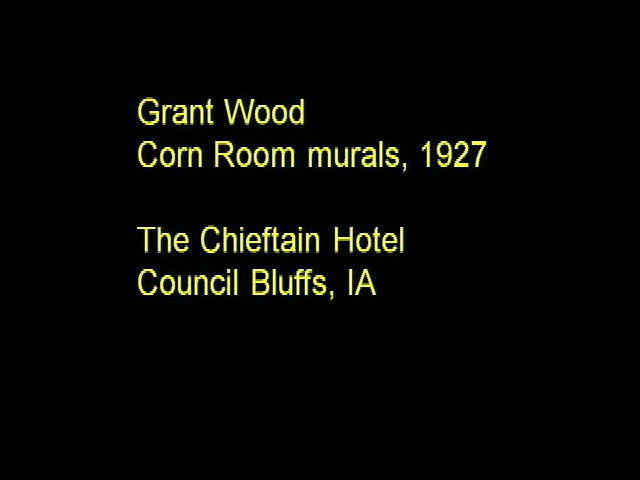 Grant Wood
Corn Room murals, 1927
The Chieftain Hotel
Council Bluffs, IA